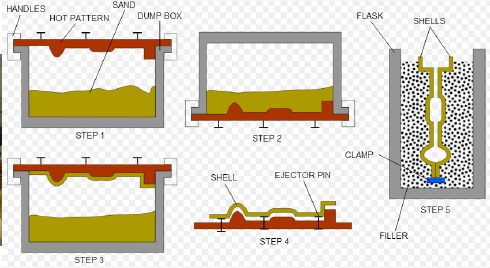 HANDLES
SAND
DUMP BOX
HOT PATTERN
STEP 1
STEP 2
FLASK
SHELLS
CLAMP
FILLER
STEP 5
STEP 3
SHELL
EJECTOR PIN
STEP 4